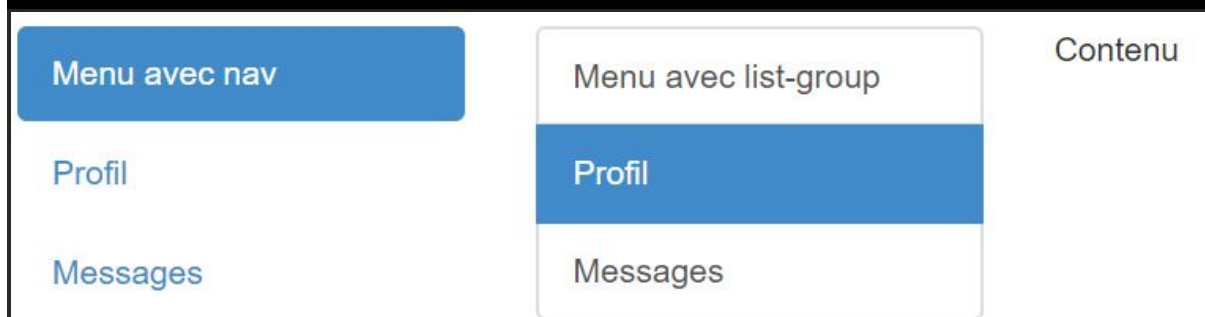 Menu avec nav
Profil
Messages
Menu avec list-group
Profil
Messages
Contenu